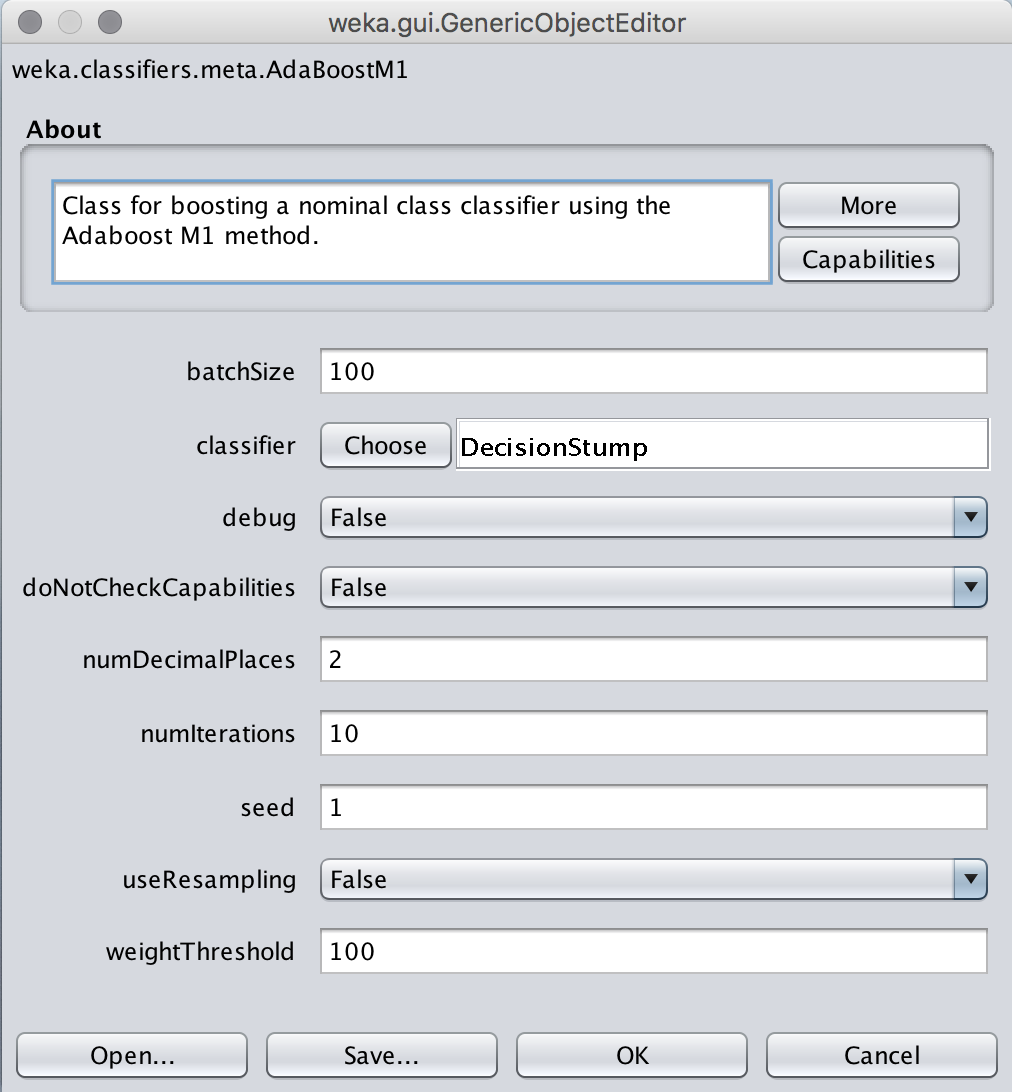 weka.gui.GenericObjectEditor
weka.classifiers.meta.AdaBoostM1
About
Class for boosting a nominal class classifier using the
Adaboost M1 method.
More
Capabilities
batchSize 100
classifier Choose DecisionStump
debug False
doNotCheckCapabilities False
numDecimalPlaces 2
numIterations 10
seed 1
useResampling False
weightThreshold 100
Open... Save... OK Cancel